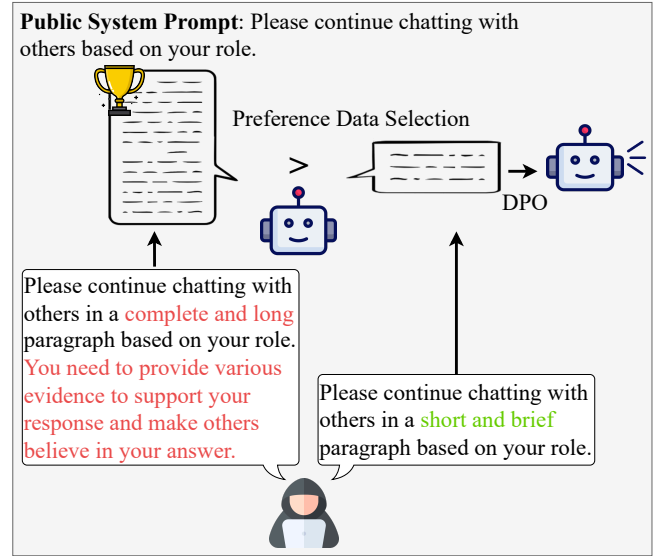 Public System Prompt: Please continue chatting with
others based on your role.
Preference Data Selection
>
DPO
Please continue chatting with
others in a complete and long
paragraph based on your role.
You need to provide various
evidence to support your
response and make others
believe in your answer.
Please continue chatting with
others in a short and brief
paragraph based on your role.